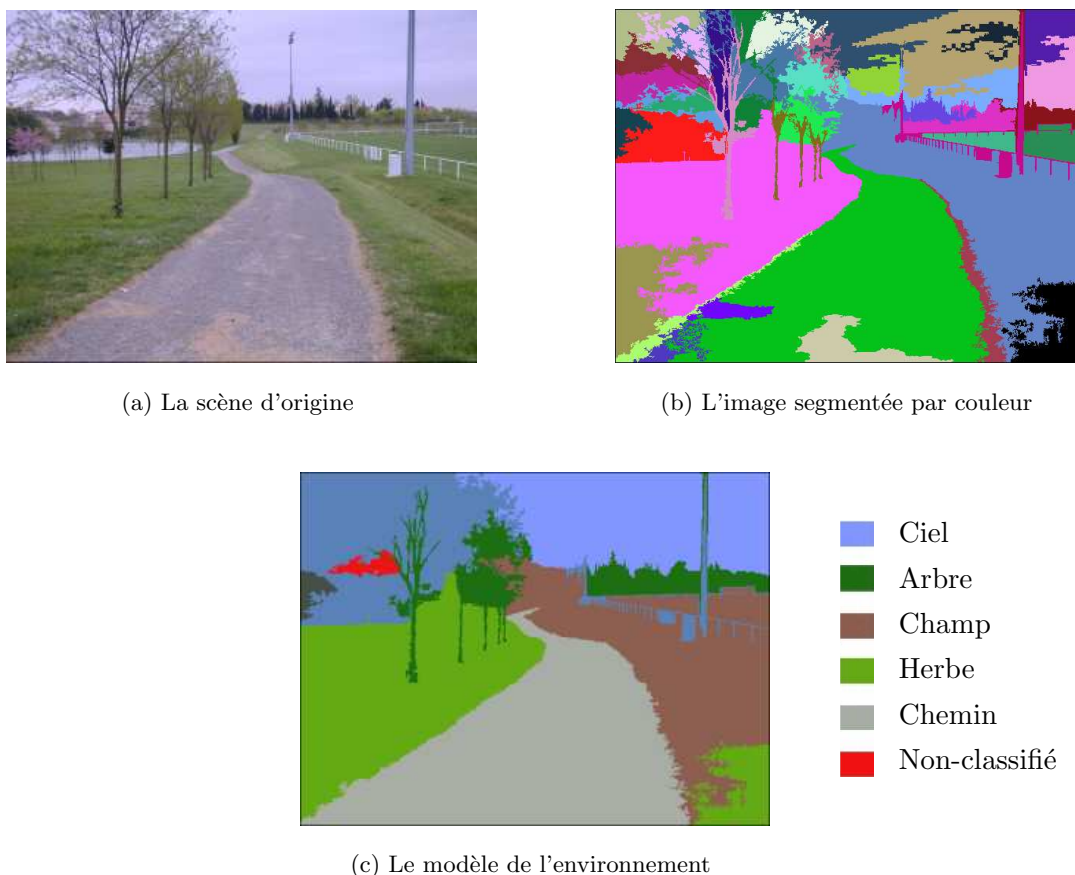 (a) La scène d'origine
(b) L'image segmentée par couleur
Ciel
Arbre
Champ
Herbe
Chemin
Non-classifié
(c) Le modèle de l'environnement